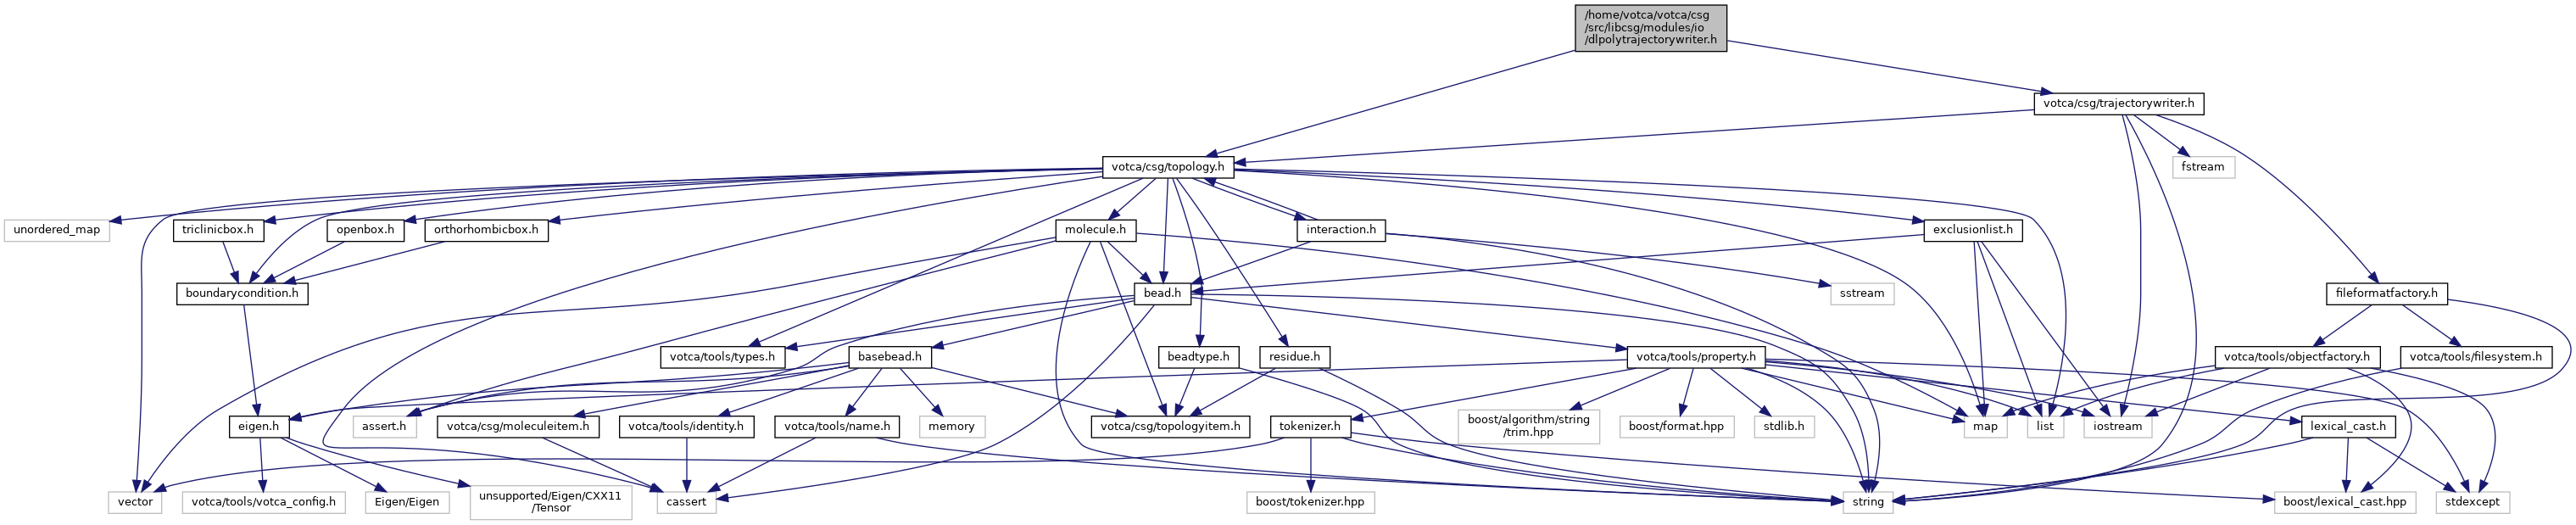 /home/votca/votca/csg
/src/libcsg/modules/io
/dlpolytrajectorywriter.h
votca/csg/trajectorywriter.h
votca/csg/topology.h
fstream
unordered_map
triclinicbox.h
openbox.h
orthorhombicbox.h
molecule.h
interaction.h
exclusionlist.h
boundarycondition.h
bead.h
sstream
fileformatfactory.h
votca/tools/types.h
basebead.h
beadtype.h
residue.h
votca/tools/property.h
votca/tools/objectfactory.h
votca/tools/filesystem.h
eigen.h
assert.h
votca/csg/moleculeitem.h
votca/tools/identity.h
votca/tools/name.h
memory
votca/csg/topologyitem.h
tokenizer.h
boost/algorithm/string
/trim.hpp
boost/format.hpp
stdlib.h
map
list
iostream
lexical_cast.h
vector
votca/tools/votca_config.h
Eigen/Eigen
unsupported/Eigen/CXX11
/Tensor
cassert
boost/tokenizer.hpp
string
boost/lexical_cast.hpp
stdexcept